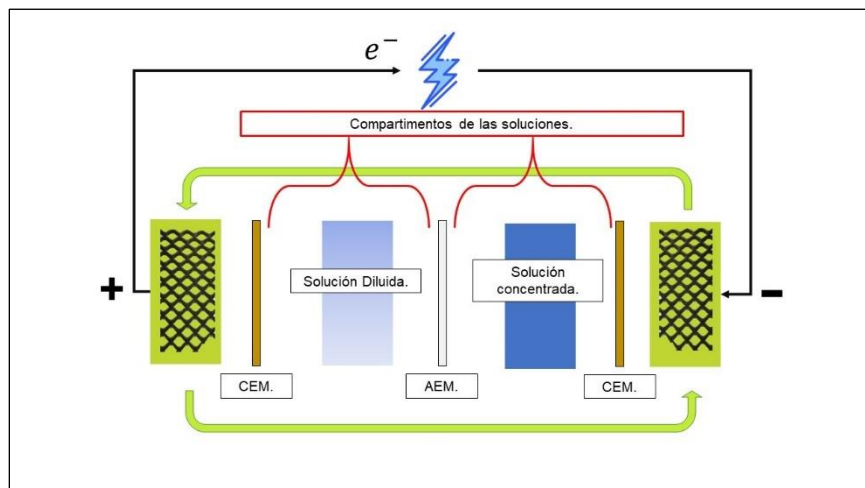 e⁻
Compartimentos de las soluciones.
+
Solución Diluida.
Solución
concentrada.
−
CEM.
AEM.
CEM.